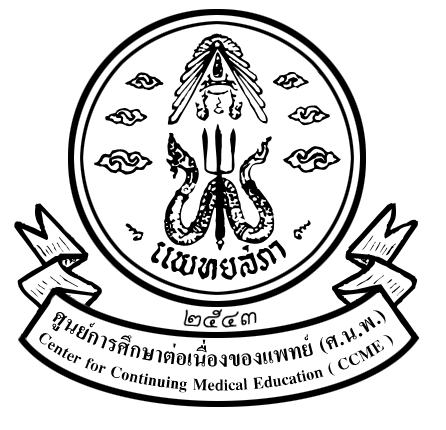 แพทยสภา
๒๕๔๓
ศูนย์การศึกษาต่อเนื่องของแพทย์ (ศ.น.พ.)
Center for Continuing Medical Education ( CCME )